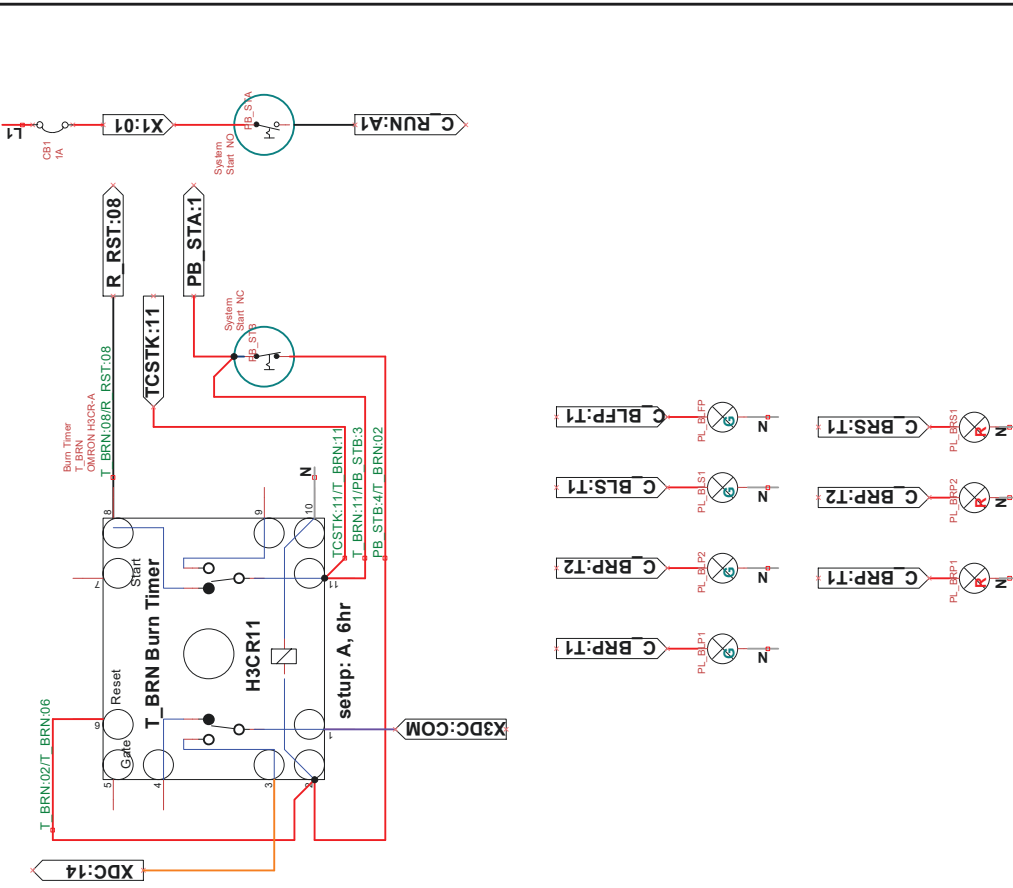 L1
CB1
1A
X1:01
PB_STA
System
Start NO
C_RUN:A1
R_RST:08
PB_STA:1
TCSTK:11
System
Start NC
PB_STB
Burn Timer
T_BRN
OMRON H3CR-A
T_BRN:08/R_RST:08
TCSTK:11/T_BRN:11
T_BRN:11/PB_STB:3
PB_STB:4/T_BRN:02
N
8
9
10
7
Start
11
T_BRN Burn Timer
H3CR11
setup: A, 6hr
6
Reset
5
Gate
4
3
2
1
T_BRN:02/T_BRN:06
X3DC:COM
XDC:14
C_BLFP:T1
PL_BLFP
G
N
C_BLS:T1
PL_BLS1
G
N
C_BRP:T2
PL_BLP2
G
N
C_BRP:T1
PL_BLP1
G
N
C_BRS:T1
PL_BRS1
R
N
C_BRP:T2
PL_BRP2
R
N
C_BRP:T1
PL_BRP1
R
N